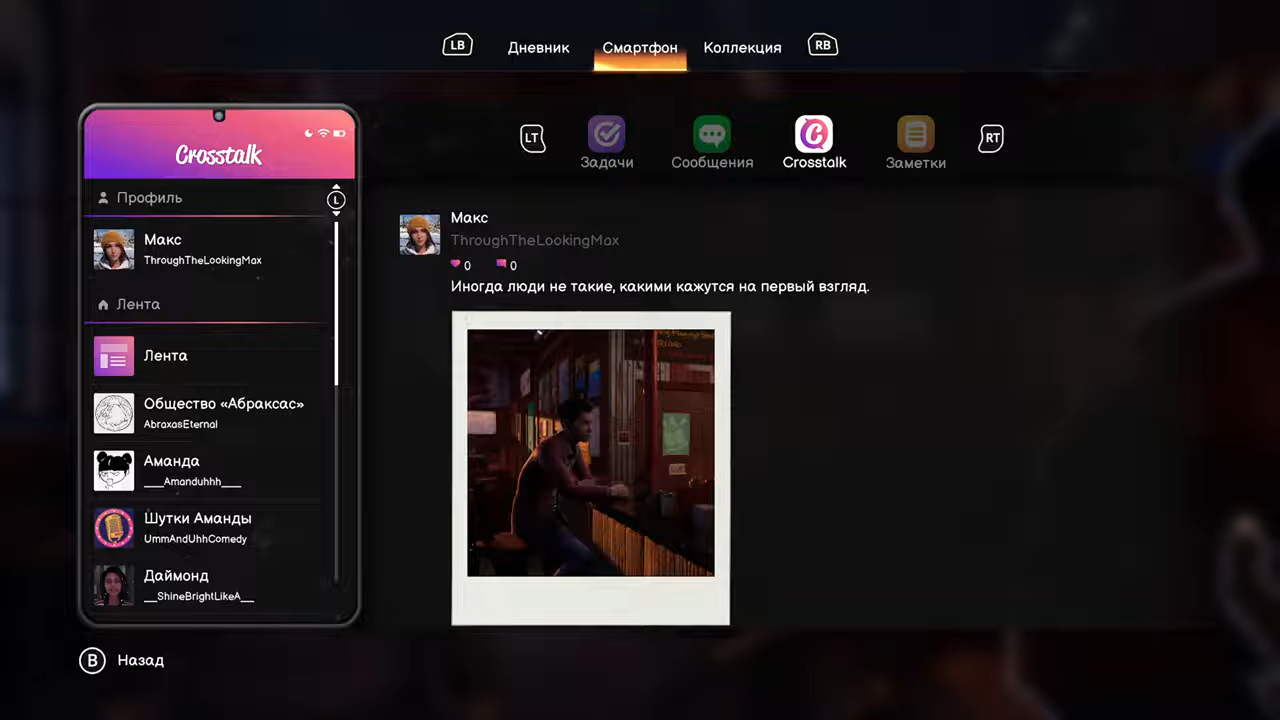 LB Дневник Смартфон Коллекция RB
LT Задачи Сообщения Crosstalk Заметки RT
Crosstalk
Профиль
L
Макс
ThroughTheLookingMax
Лента
Лента
Общество «Абраксас»
AbraxasEternal
Аманда
___Amanduhhh___
Шутки Аманды
UmmAndUhhComedy
Даймонд
__ShineBrightLikeA__
Макс
ThroughTheLookingMax
0 0
Иногда люди не такие, какими кажутся на первый взгляд.
B Назад